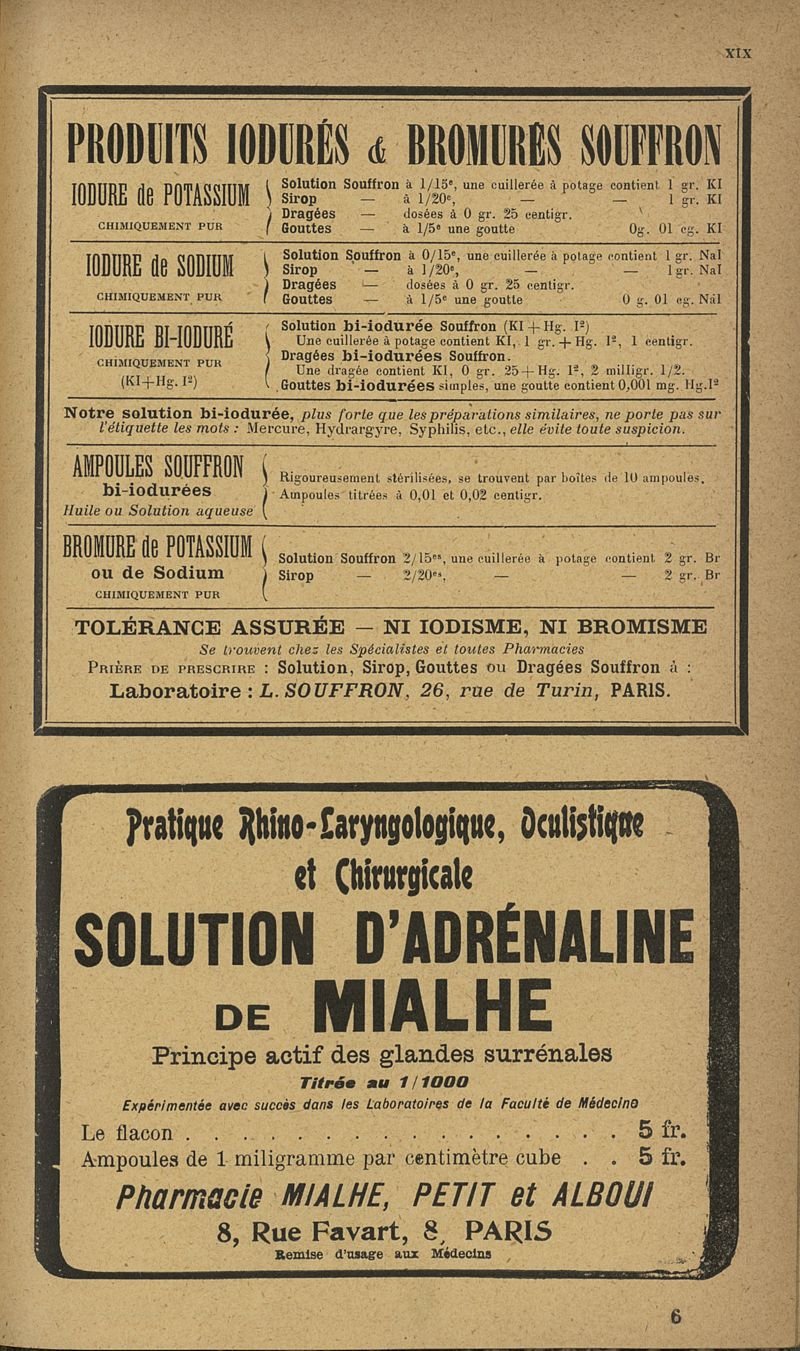 XIX
PRODUITS IODURÉS & BROMURÉS SOUFFRON
IODURE de POTASSIUM
CHIMIQUEMENT PUR
Solution Souffron à 1/15e, une cuillerée à potage contient 1 gr. KI
Sirop — à 1/20e, — — 1 gr. KI
Dragées — dosées à 0 gr. 25 centigr.
Gouttes — à 1/5e une goutte 0g. 01 cg. KI
IODURE de SODIUM
CHIMIQUEMENT PUR
Solution Souffron à 0/15e, une cuillerée à potage contient 1 gr. NaI
Sirop — à 1/20e, — — 1 gr. NaI
Dragées — dosées à 0 gr. 25 centigr.
Gouttes — à 1/5e une goutte 0 g. 01 cg. NaI
IODURE BI-IODURÉ
CHIMIQUEMENT PUR
(KI+Hg. I²)
Solution bi-iodurée Souffron (KI + Hg. I²)
Une cuillerée à potage contient KI, 1 gr. + Hg. I², 1 centigr.
Dragées bi-iodurées Souffron.
Une dragée contient KI, 0 gr. 25 + Hg. I², 2 milligr. 1/2.
Gouttes bi-iodurées simples, une goutte contient 0,001 mg. Hg.I²
Notre solution bi-iodurée, plus forte que les préparations similaires, ne porte pas sur
l'étiquette les mots : Mercure, Hydrargyre, Syphilis, etc., elle évite toute suspicion.
AMPOULES SOUFFRON
bi-iodurées
Huile ou Solution aqueuse
Rigoureusement stérilisées, se trouvent par boîtes de 10 ampoules.
Ampoules titrées à 0,01 et 0,02 centigr.
BROMURE de POTASSIUM
ou de Sodium
CHIMIQUEMENT PUR
Solution Souffron 2/15es, une cuillerée à potage contient 2 gr. Br
Sirop — 2/20es, — — 2 gr. Br
TOLÉRANCE ASSURÉE — NI IODISME, NI BROMISME
Se trouvent chez les Spécialistes et toutes Pharmacies
PRIÈRE DE PRESCRIRE : Solution, Sirop, Gouttes ou Dragées Souffron à :
Laboratoire : L. SOUFFRON, 26, rue de Turin, PARIS.
Pratique Rhino-Laryngologique, Oculistique
et Chirurgicale
SOLUTION D'ADRÉNALINE
DE MIALHE
Principe actif des glandes surrénales
Titrée au 1/1000
Expérimentée avec succès dans les Laboratoires de la Faculté de Médecine
Le flacon . . . . . . . . . . . . . . . . 5 fr.
Ampoules de 1 miligramme par centimètre cube . . 5 fr.
Pharmacie MIALHE, PETIT et ALBOUI
8, Rue Favart, 8, PARIS
Remise d'usage aux Médecins
6